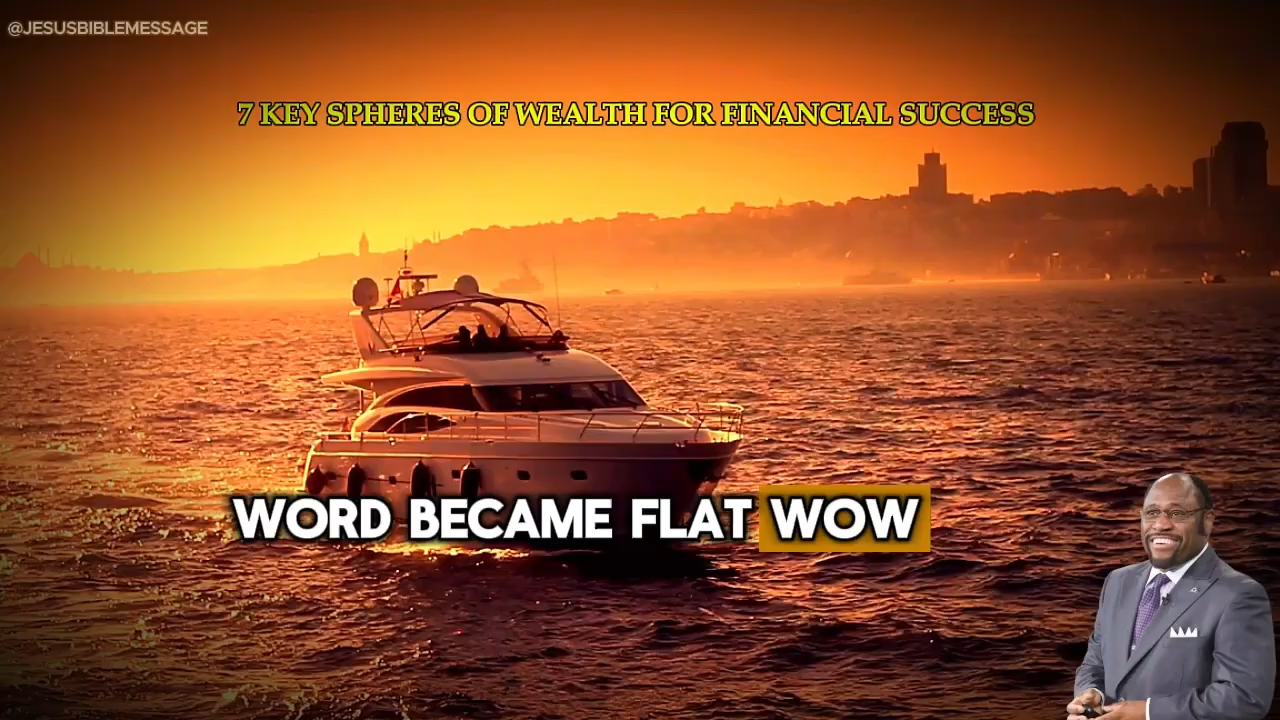 @JESUSBIBLEMESSAGE
7 KEY SPHERES OF WEALTH FOR FINANCIAL SUCCESS
WORD BECAME FLAT WOW